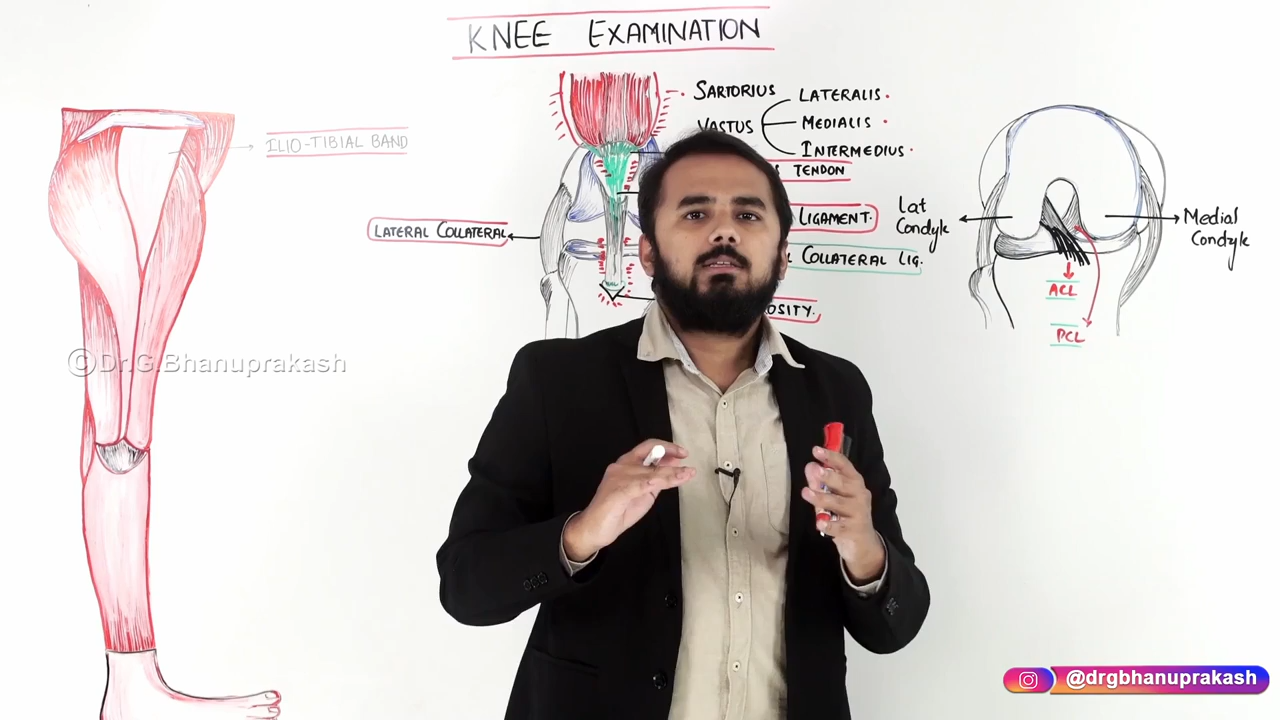 KNEE EXAMINATION
SARTORIUS
LATERALIS
VASTUS
MEDIALIS
INTERMEDIUS
TENDON
ILIO-TIBIAL BAND
LIGAMENT.
LATERAL COLLATERAL
COLLATERAL LIG.
Lat
Condyle
Medial
Condyle
ACL
PCL
©Dr.G.Bhanuprakash
@drgbhanuprakash